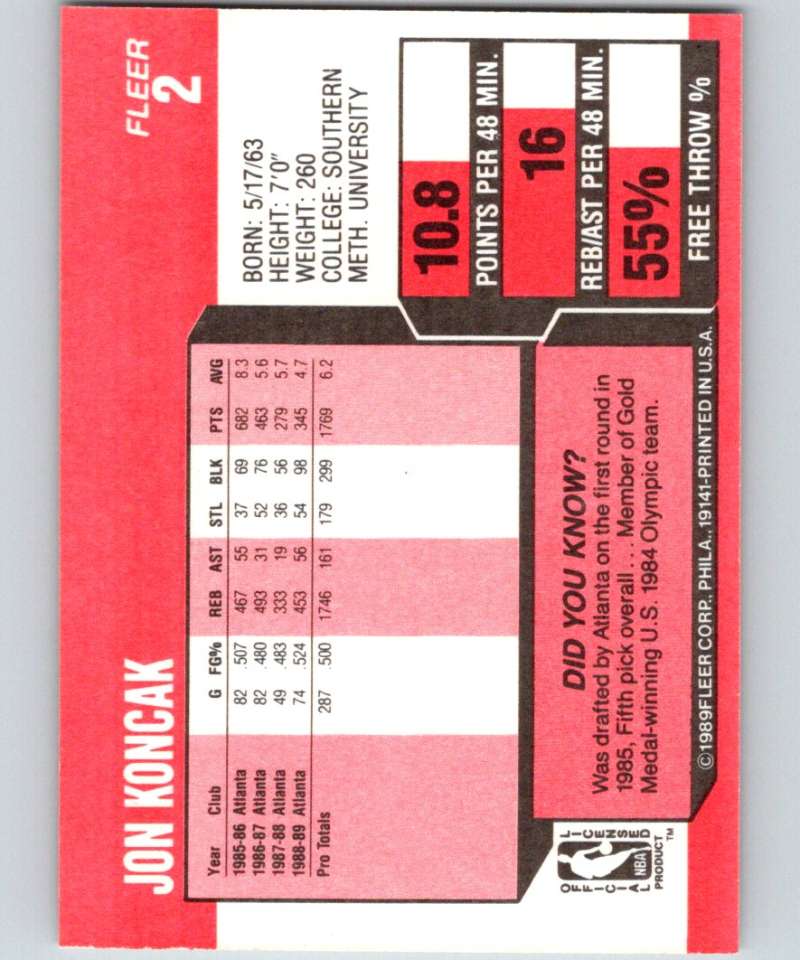 JON KONCAK
FLEER
2
Year Club G FG% REB AST STL BLK PTS AVG
1985-86 Atlanta 82 .507 467 55 37 69 682 8.3
1986-87 Atlanta 82 .480 493 31 52 76 463 5.6
1987-88 Atlanta 49 .483 333 19 36 56 279 5.7
1988-89 Atlanta 74 .524 453 56 54 98 345 4.7
Pro Totals 287 .500 1746 161 179 299 1769 6.2
BORN: 5/17/63
HEIGHT: 7'0"
WEIGHT: 260
COLLEGE: SOUTHERN
METH. UNIVERSITY
10.8
POINTS PER 48 MIN.
16
REB/AST PER 48 MIN.
55%
FREE THROW %
DID YOU KNOW?
Was drafted by Atlanta on the first round in
1985, Fifth pick overall... Member of Gold
Medal-winning U.S. 1984 Olympic team.
OFFICIAL
LICENSED
NBA
PRODUCT™
©1989 FLEER CORP., PHILA., 19141-PRINTED IN U.S.A.